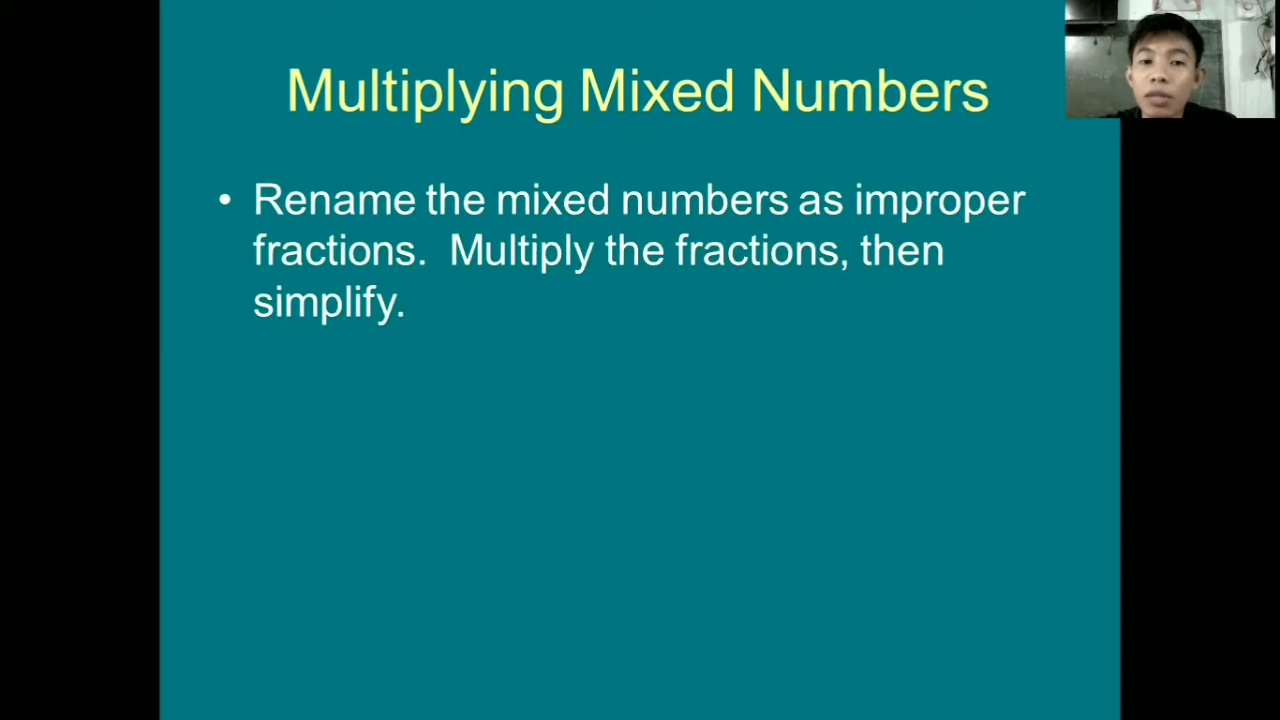 Multiplying Mixed Numbers
• Rename the mixed numbers as improper
fractions.  Multiply the fractions, then
simplify.